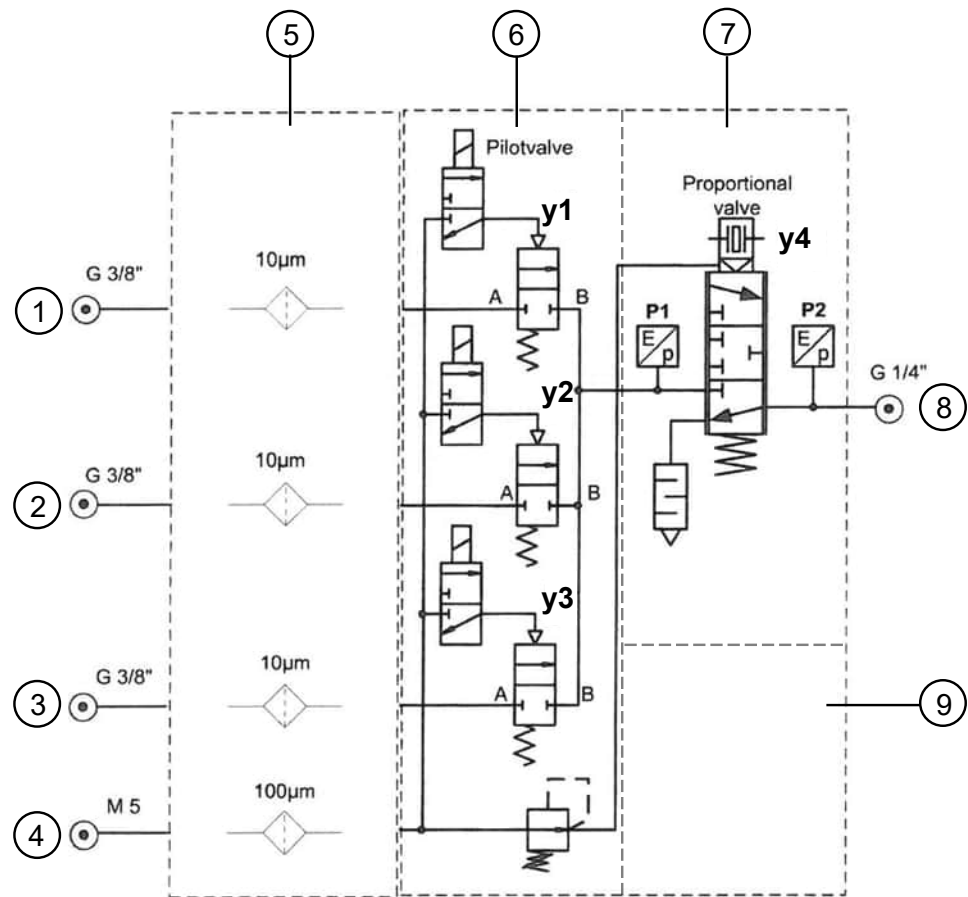 5
6
7
Pilotvalve
Proportional
valve
y1
y4
G 3/8"
10µm
A
B
P1
P2
1
E
p
E
p
y2
G 1/4"
8
G 3/8"
10µm
A
B
2
y3
G 3/8"
10µm
A
B
3
9
M 5
100µm
4